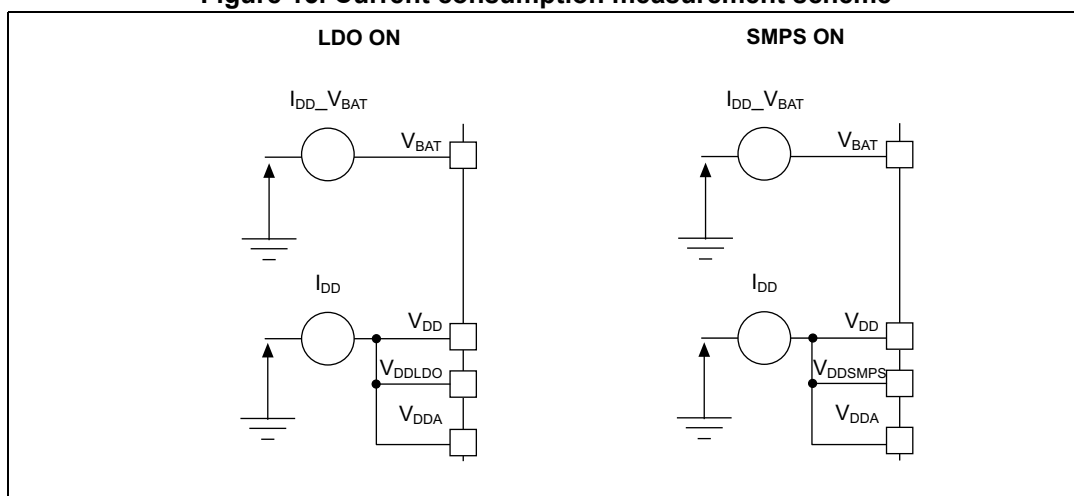 Figure 16. Current consumption measurement scheme
LDO ON
SMPS ON
IDD_VBAT
VBAT
IDD
VDD
VDDLDO
VDDA
IDD_VBAT
VBAT
IDD
VDD
VDDSMPS
VDDA